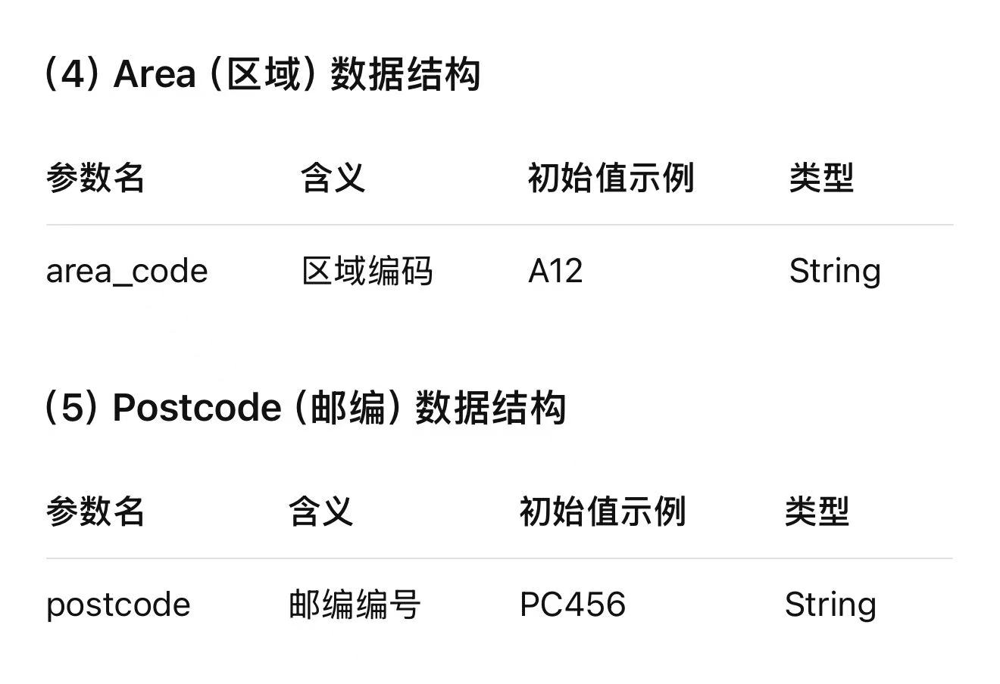 （4）Area（区域）数据结构
参数名 含义 初始值示例 类型
area_code 区域编码 A12 String
（5）Postcode（邮编）数据结构
参数名 含义 初始值示例 类型
postcode 邮编编号 PC456 String